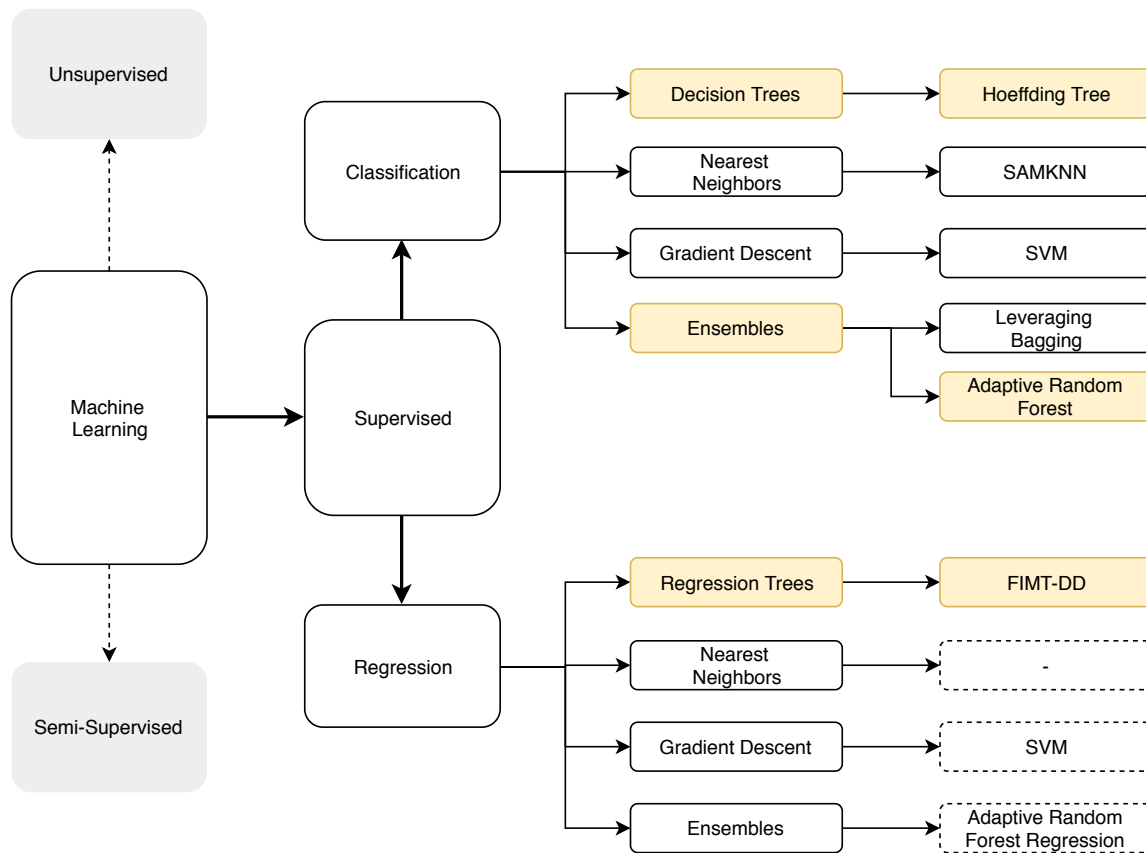 Unsupervised
Machine
Learning
Semi-Supervised
Classification
Supervised
Regression
Decision Trees
Hoeffding Tree
Nearest
Neighbors
SAMKNN
Gradient Descent
SVM
Ensembles
Leveraging
Bagging
Adaptive Random
Forest
Regression Trees
FIMT-DD
Nearest
Neighbors
-
Gradient Descent
SVM
Ensembles
Adaptive Random
Forest Regression